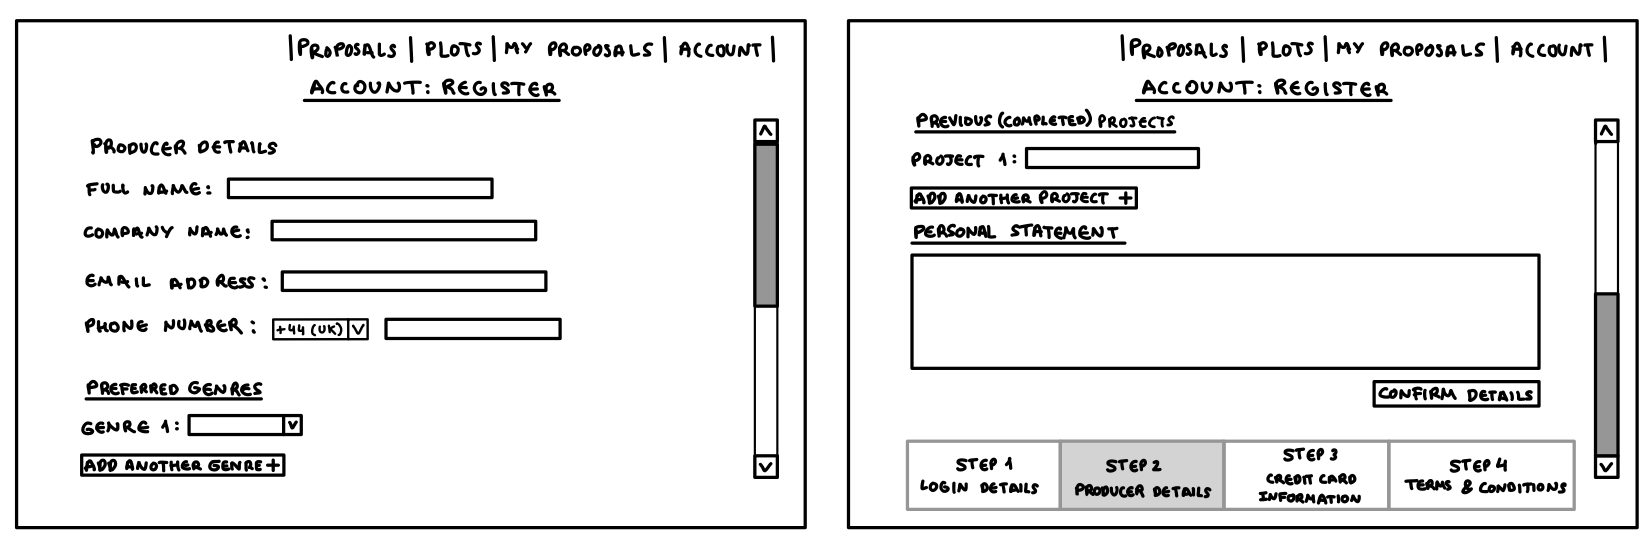 |PROPOSALS | PLOTS | MY PROPOSALS | ACCOUNT |
ACCOUNT: REGISTER
PRODUCER DETAILS
FULL NAME:
COMPANY NAME:
EMAIL ADDRESS:
PHONE NUMBER: +44 (UK) V
PREFERRED GENRES
GENRE 1: V
ADD ANOTHER GENRE +
|PROPOSALS | PLOTS | MY PROPOSALS | ACCOUNT |
ACCOUNT: REGISTER
PREVIOUS (COMPLETED) PROJECTS
PROJECT 1:
ADD ANOTHER PROJECT +
PERSONAL STATEMENT
CONFIRM DETAILS
STEP 1
LOGIN DETAILS
STEP 2
PRODUCER DETAILS
STEP 3
CREDIT CARD
INFORMATION
STEP 4
TERMS & CONDITIONS